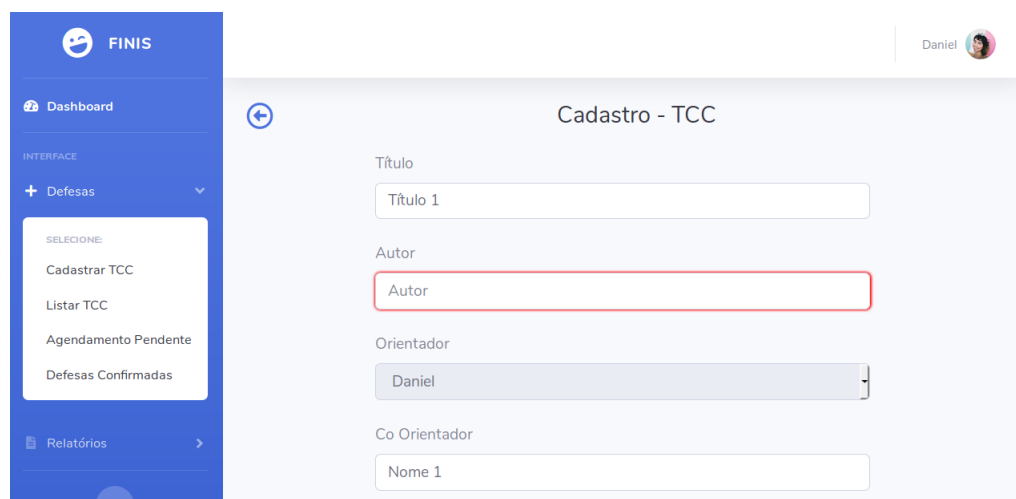 FINIS
Daniel
Dashboard
Cadastro - TCC
INTERFACE
Título
Defesas
Título 1
SELECIONE:
Autor
Cadastrar TCC
Autor
Listar TCC
Agendamento Pendente
Orientador
Defesas Confirmadas
Daniel
Co Orientador
Relatórios
Nome 1